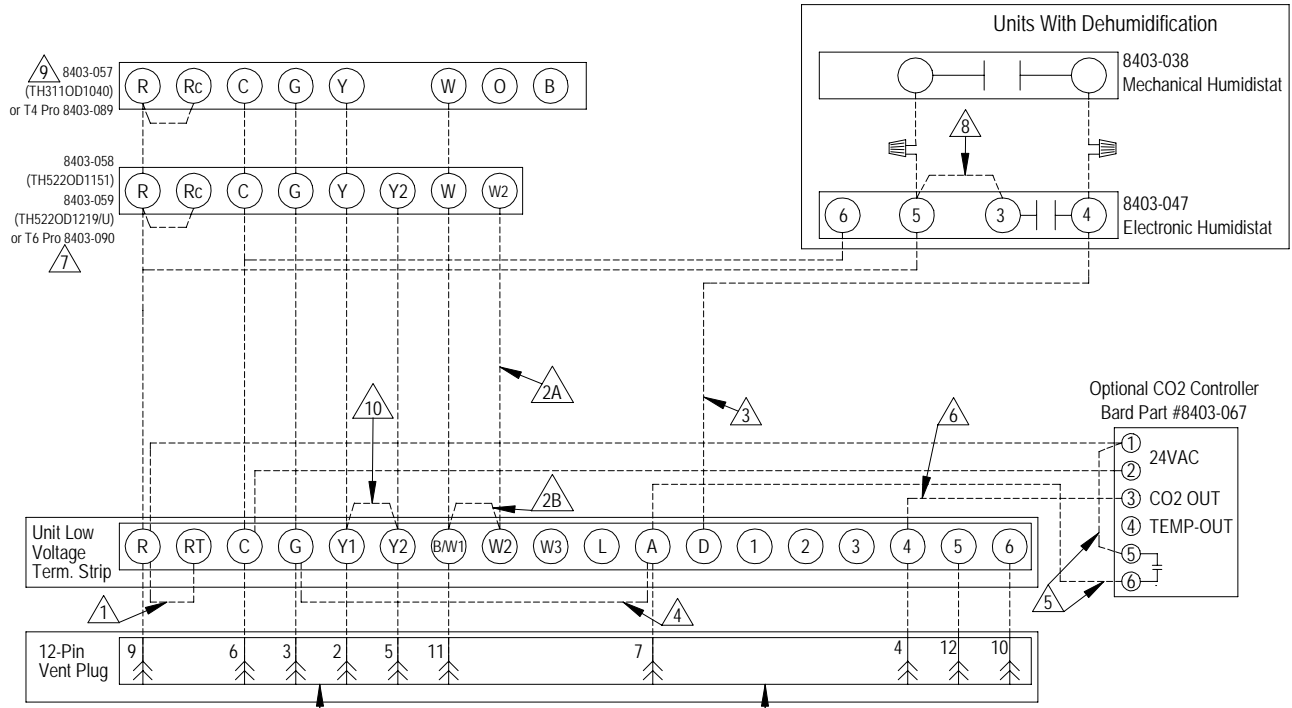 Units With Dehumidification
8403-038
Mechanical Humidistat
8
6 5 3 4
8403-047
Electronic Humidistat
9 8403-057
(TH311OD1040)
or T4 Pro 8403-089
R Rc C G Y W O B
8403-058
(TH522OD1151)
8403-059
(TH522OD1219/U)
or T6 Pro 8403-090
7
R Rc C G Y Y2 W W2
2A
10
3
6
2B
Optional CO2 Controller
Bard Part #8403-067
1
24VAC
2
3 CO2 OUT
4 TEMP-OUT
5
6
5
Unit Low
Voltage
Term. Strip
R RT C G Y1 Y2 B/W1 W2 W3 L A D 1 2 3 4 5 6
1
4
12-Pin
Vent Plug
9 6 3 2 5 11 7 4 12 10